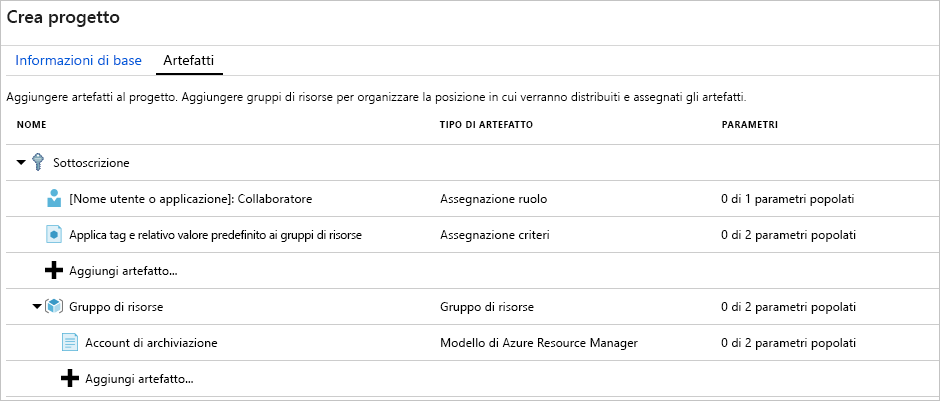 Crea progetto
Informazioni di base Artefatti
Aggiungere artefatti al progetto. Aggiungere gruppi di risorse per organizzare la posizione in cui verranno distribuiti e assegnati gli artefatti.
NOME TIPO DI ARTEFATTO PARAMETRI
Sottoscrizione
[Nome utente o applicazione]: Collaboratore Assegnazione ruolo 0 di 1 parametri popolati
Applica tag e relativo valore predefinito ai gruppi di risorse Assegnazione criteri 0 di 2 parametri popolati
Aggiungi artefatto...
Gruppo di risorse Gruppo di risorse 0 di 2 parametri popolati
Account di archiviazione Modello di Azure Resource Manager 0 di 2 parametri popolati
Aggiungi artefatto...